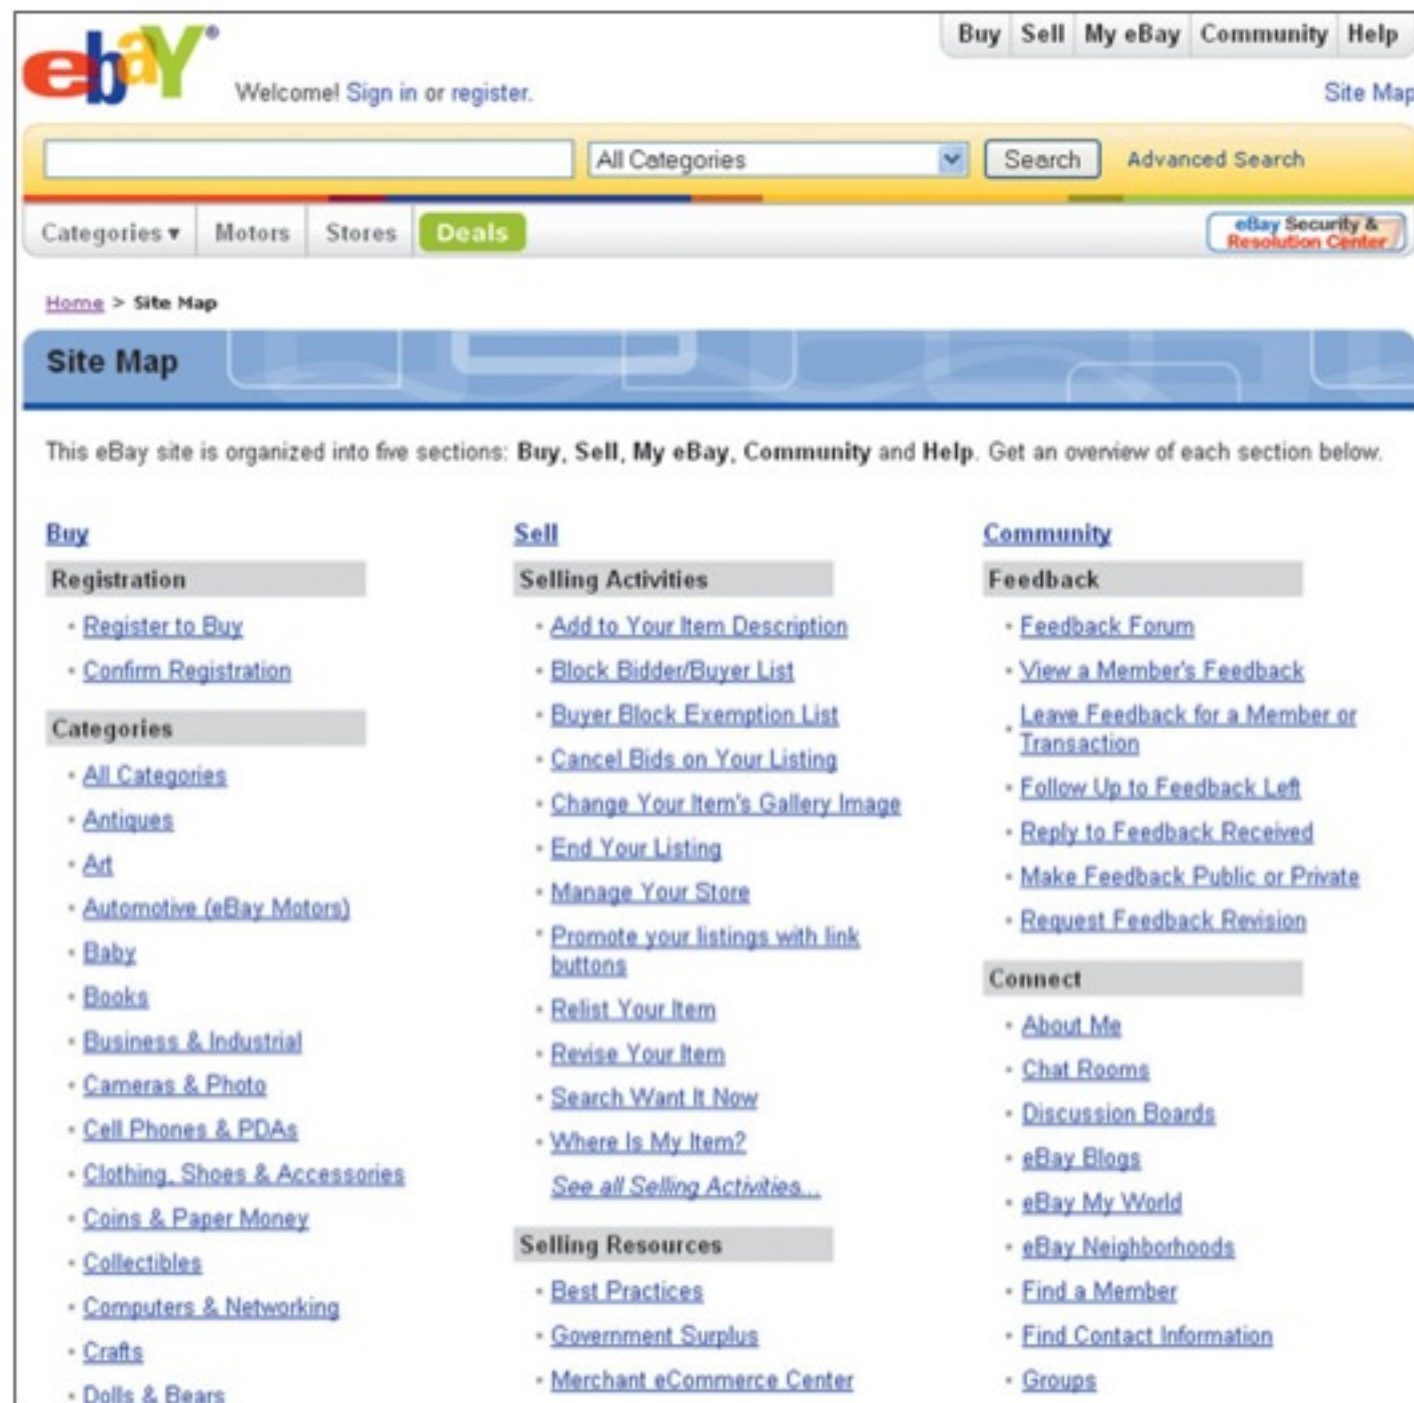 ebaY®
Buy Sell My eBay Community Help
Welcome! Sign in or register.
Site Map
All Categories
Search
Advanced Search
Categories ▾
Motors
Stores
Deals
eBay Security &
Resolution Center
Home > Site Map
Site Map
This eBay site is organized into five sections: Buy, Sell, My eBay, Community and Help. Get an overview of each section below.
Buy
Registration
• Register to Buy
• Confirm Registration
Categories
• All Categories
• Antiques
• Art
• Automotive (eBay Motors)
• Baby
• Books
• Business & Industrial
• Cameras & Photo
• Cell Phones & PDAs
• Clothing, Shoes & Accessories
• Coins & Paper Money
• Collectibles
• Computers & Networking
• Crafts
• Dolls & Bears
Sell
Selling Activities
• Add to Your Item Description
• Block Bidder/Buyer List
• Buyer Block Exemption List
• Cancel Bids on Your Listing
• Change Your Item's Gallery Image
• End Your Listing
• Manage Your Store
• Promote your listings with link
buttons
• Relist Your Item
• Revise Your Item
• Search Want It Now
• Where Is My Item?
See all Selling Activities...
Selling Resources
• Best Practices
• Government Surplus
• Merchant eCommerce Center
Community
Feedback
• Feedback Forum
• View a Member's Feedback
• Leave Feedback for a Member or
Transaction
• Follow Up to Feedback Left
• Reply to Feedback Received
• Make Feedback Public or Private
• Request Feedback Revision
Connect
• About Me
• Chat Rooms
• Discussion Boards
• eBay Blogs
• eBay My World
• eBay Neighborhoods
• Find a Member
• Find Contact Information
• Groups